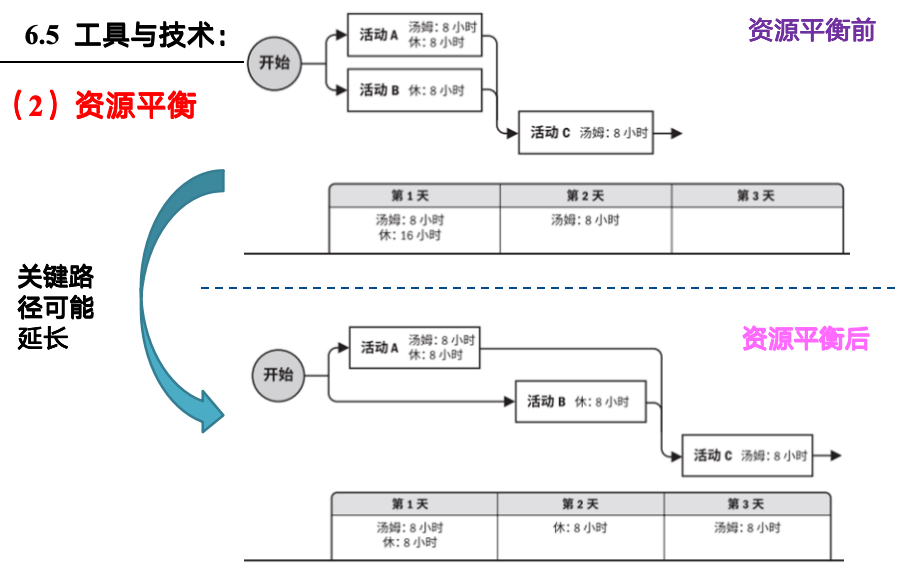 6.5 工具与技术：
资源平衡前
（2）资源平衡
开始
活动 A 汤姆：8 小时
休：8 小时
活动 B 休：8 小时
活动 C 汤姆：8 小时
第 1 天 第 2 天 第 3 天
汤姆：8 小时 汤姆：8 小时
休：16 小时
关键路
径可能
延长
资源平衡后
开始
活动 A 汤姆：8 小时
休：8 小时
活动 B 休：8 小时
活动 C 汤姆：8 小时
第 1 天 第 2 天 第 3 天
汤姆：8 小时 休：8 小时 汤姆：8 小时
休：8 小时